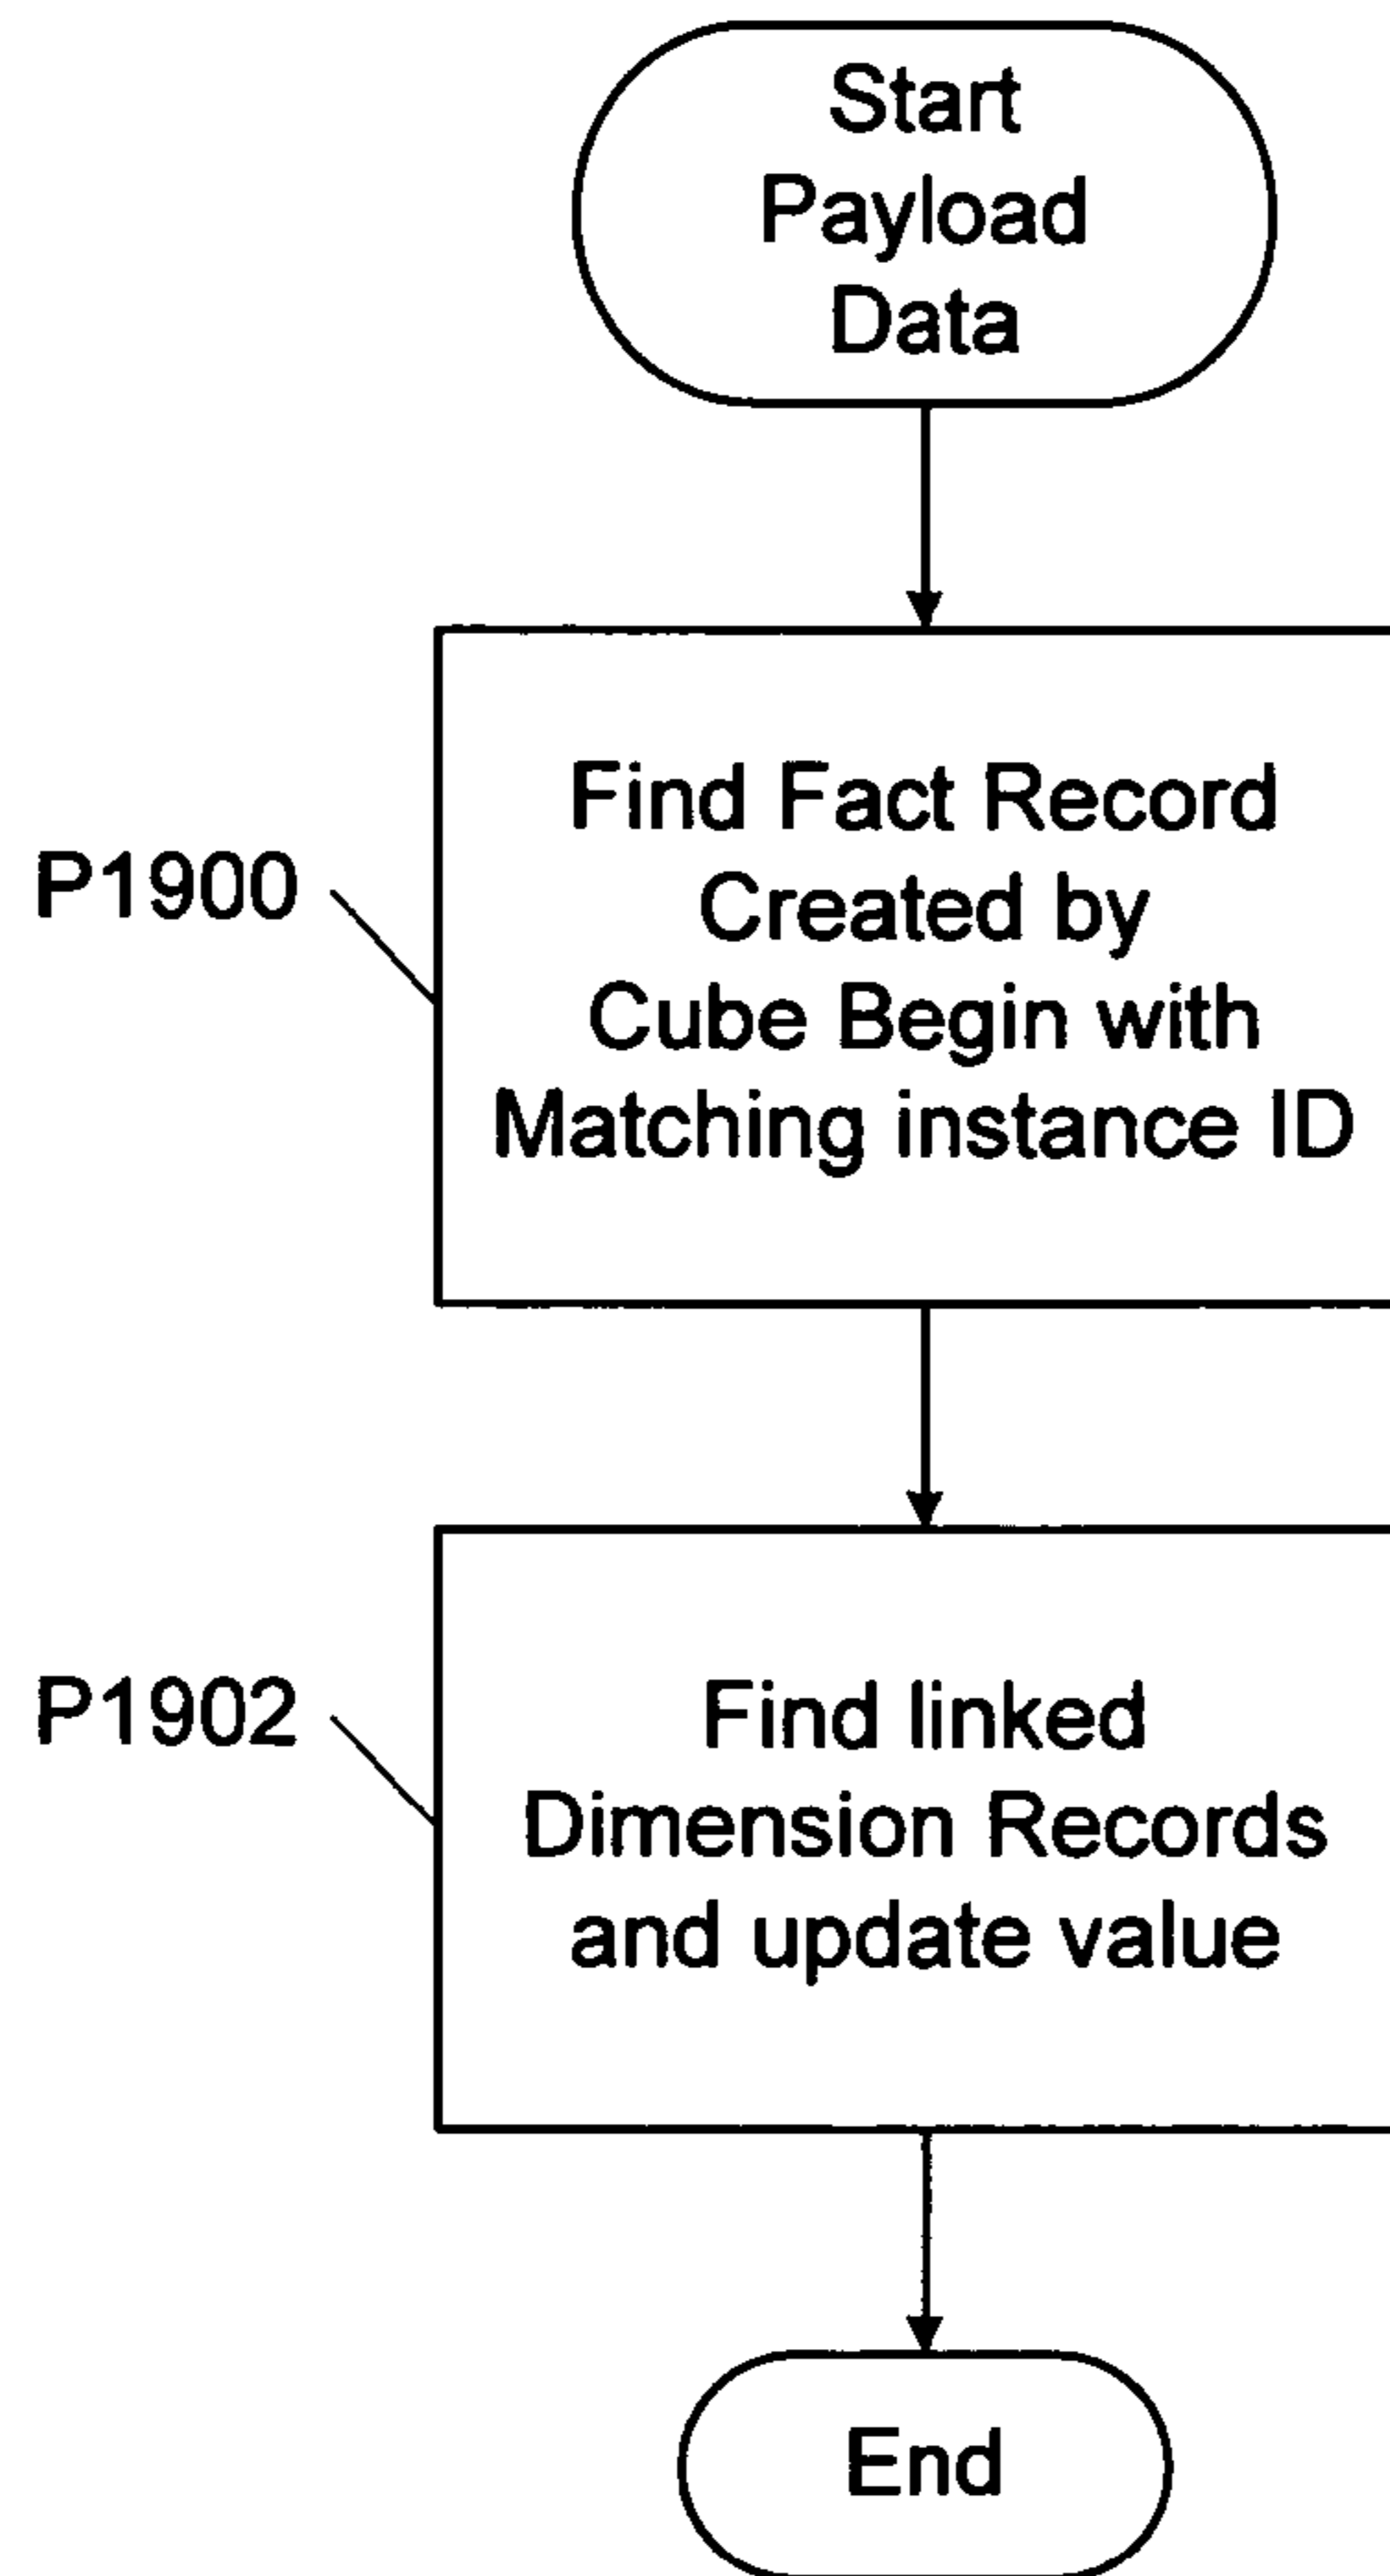 Start
Payload
Data
P1900
Find Fact Record
Created by
Cube Begin with
Matching instance ID
P1902
Find linked
Dimension Records
and update value
End